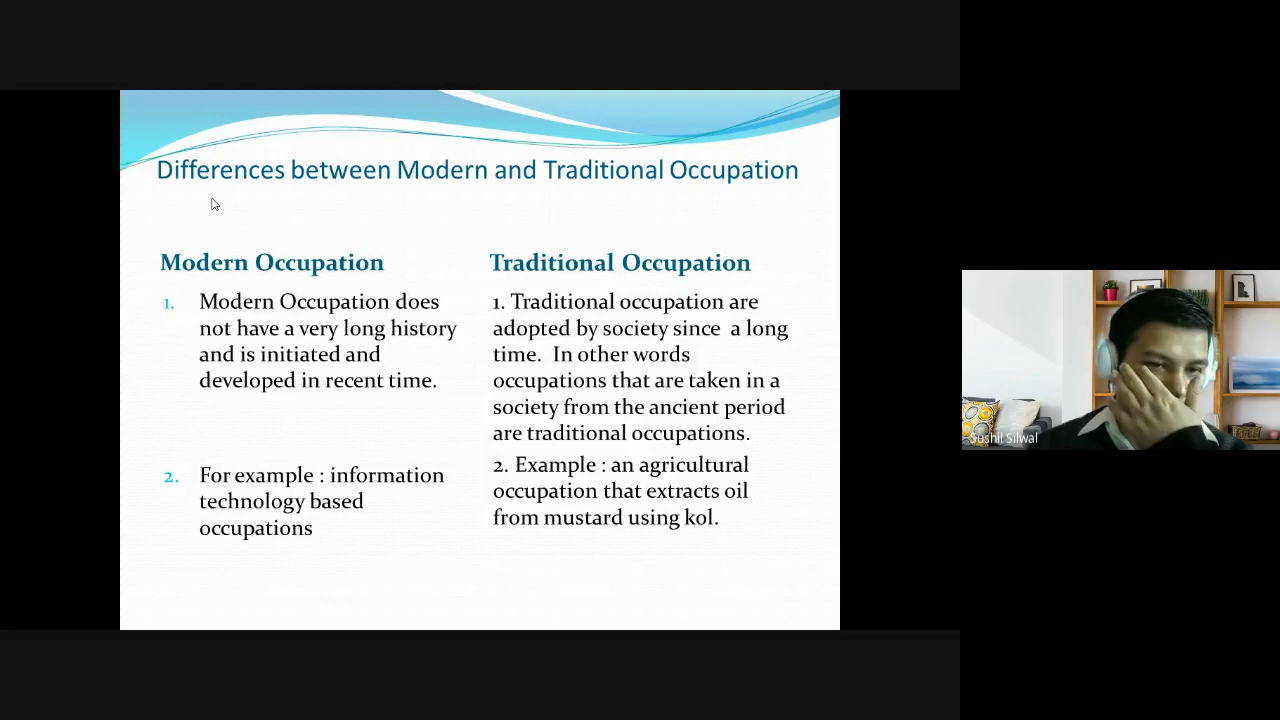 Differences between Modern and Traditional Occupation
Modern Occupation
1. Modern Occupation does
not have a very long history
and is initiated and
developed in recent time.
2. For example : information
technology based
occupations
Traditional Occupation
1. Traditional occupation are
adopted by society since a long
time. In other words
occupations that are taken in a
society from the ancient period
are traditional occupations.
2. Example : an agricultural
occupation that extracts oil
from mustard using kol.
Sushil Silwal